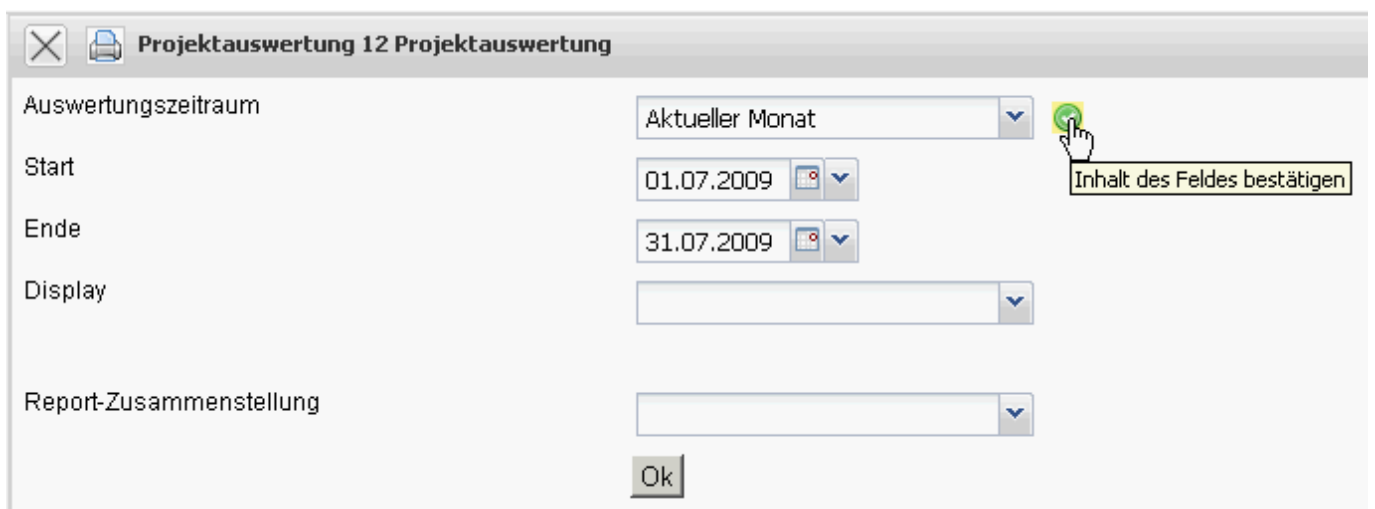 Projektauswertung 12 Projektauswertung
Auswertungszeitraum
Aktueller Monat
Inhalt des Feldes bestätigen
Start
01.07.2009
Ende
31.07.2009
Display
Report-Zusammenstellung
Ok